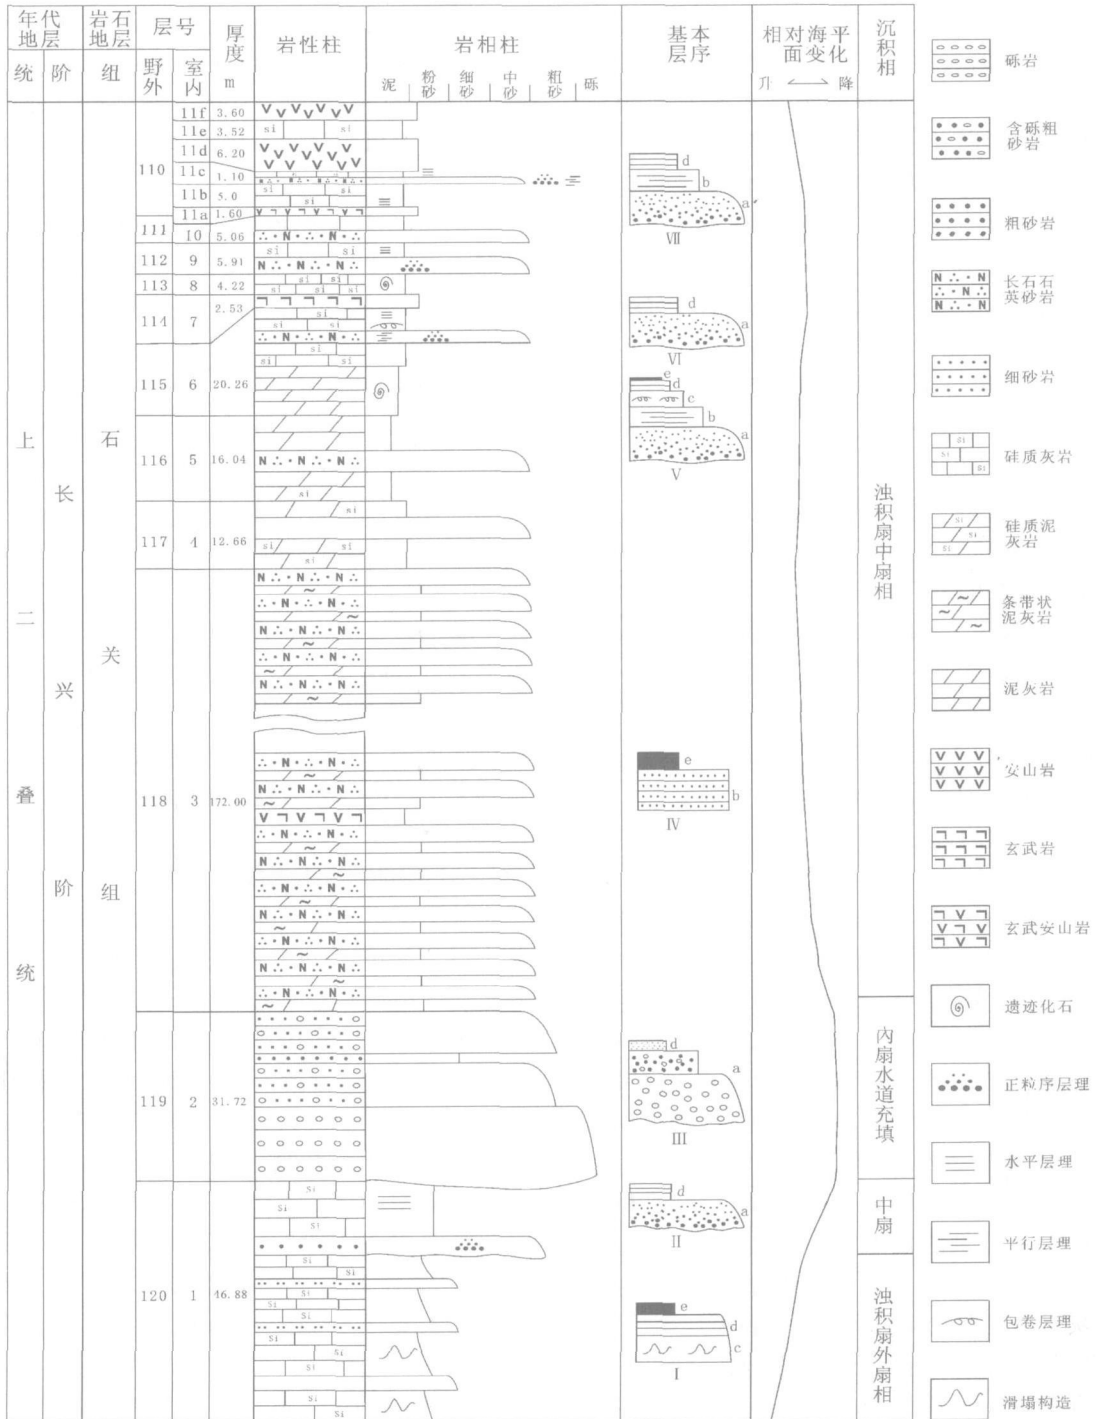 年代地层
岩石地层
层号
厚度
m
岩性柱
岩相柱
基本层序
相对海平面变化
升 降
沉积相
统 阶 组 野外 室内
泥 粉砂 细砂 中砂 粗砂 砾
上二叠统
长兴阶
石关组
110
11f 3.60
11e 3.52
11d 6.20
11c 1.10
11b 5.0
11a 1.60
111 10 5.06
112 9 5.91
113 8 4.22
114 7 2.53
115 6 20.26
116 5 16.04
117 4 12.66
118 3 172.00
119 2 31.72
120 1 46.88
d
b
a
VII
d
a
VI
e
d
c
b
a
V
e
b
IV
d
a
III
d
a
II
e
d
c
I
浊积扇中扇相
内扇水道充填
中扇
浊积扇外扇相
砾岩
含砾粗砂岩
粗砂岩
长石石英砂岩
细砂岩
硅质灰岩
硅质泥灰岩
条带状泥灰岩
泥灰岩
安山岩
玄武岩
玄武安山岩
遗迹化石
正粒序层理
水平层理
平行层理
包卷层理
滑塌构造